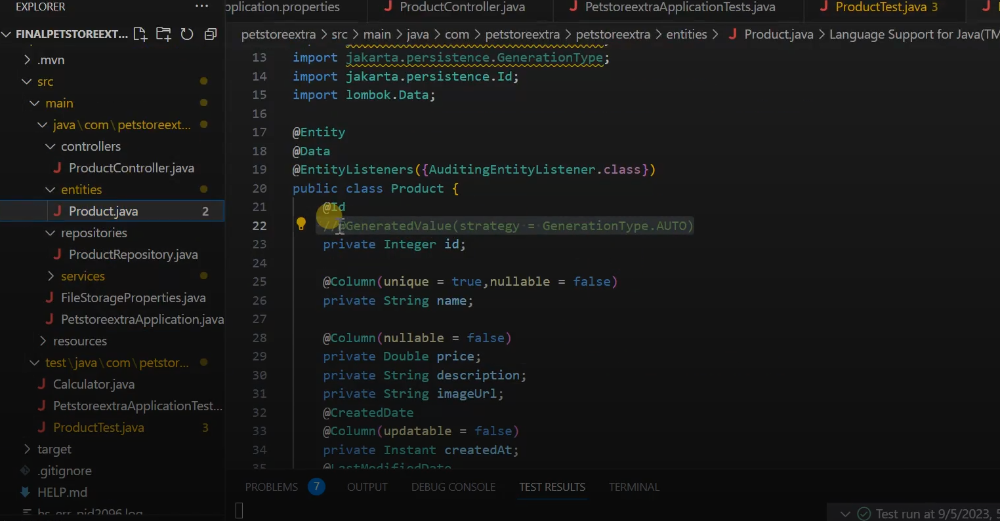 EXPLORER
...
FINALPETSTOREEXT...
.mvn
src
main
java\com\petstoreext...
controllers
ProductController.java
entities
Product.java 2
repositories
ProductRepository.java
services
FileStorageProperties.java
PetstoreextraApplication.java
resources
test\java\com\petstor...
Calculator.java
PetstoreextraApplicationTest...
ProductTest.java 3
target
.gitignore
HELP.md
hs_err_pid2096.log
pplication.properties
ProductController.java
PetstoreextraApplicationTests.java
ProductTest.java 3
petstoreextra > src > main > java > com > petstoreextra > petstoreextra > entities > Product.java > Language Support for Java(TM
13 import jakarta.persistence.GenerationType;
14 import jakarta.persistence.Id;
15 import lombok.Data;
16
17 @Entity
18 @Data
19 @EntityListeners({AuditingEntityListener.class})
20 public class Product {
21 @Id
22 //@GeneratedValue(strategy = GenerationType.AUTO)
23 private Integer id;
24
25 @Column(unique = true,nullable = false)
26 private String name;
27
28 @Column(nullable = false)
29 private Double price;
30 private String description;
31 private String imageUrl;
32 @CreatedDate
33 @Column(updatable = false)
34 private Instant createdAt;
35 @LastModifiedDate
PROBLEMS 7 OUTPUT DEBUG CONSOLE TEST RESULTS TERMINAL
Test run at 9/5/2023, 5